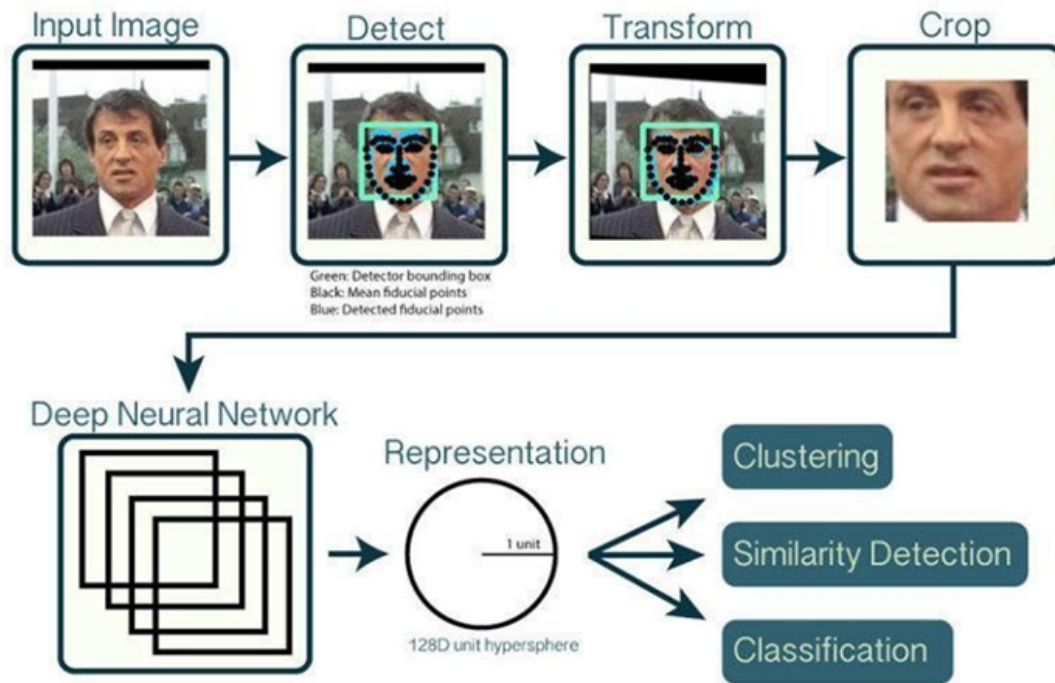 Input Image
Detect
Transform
Crop
Green: Detector bounding box
Black: Mean fiducial points
Blue: Detected fiducial points
Deep Neural Network
Representation
1 unit
128D unit hypersphere
Clustering
Similarity Detection
Classification